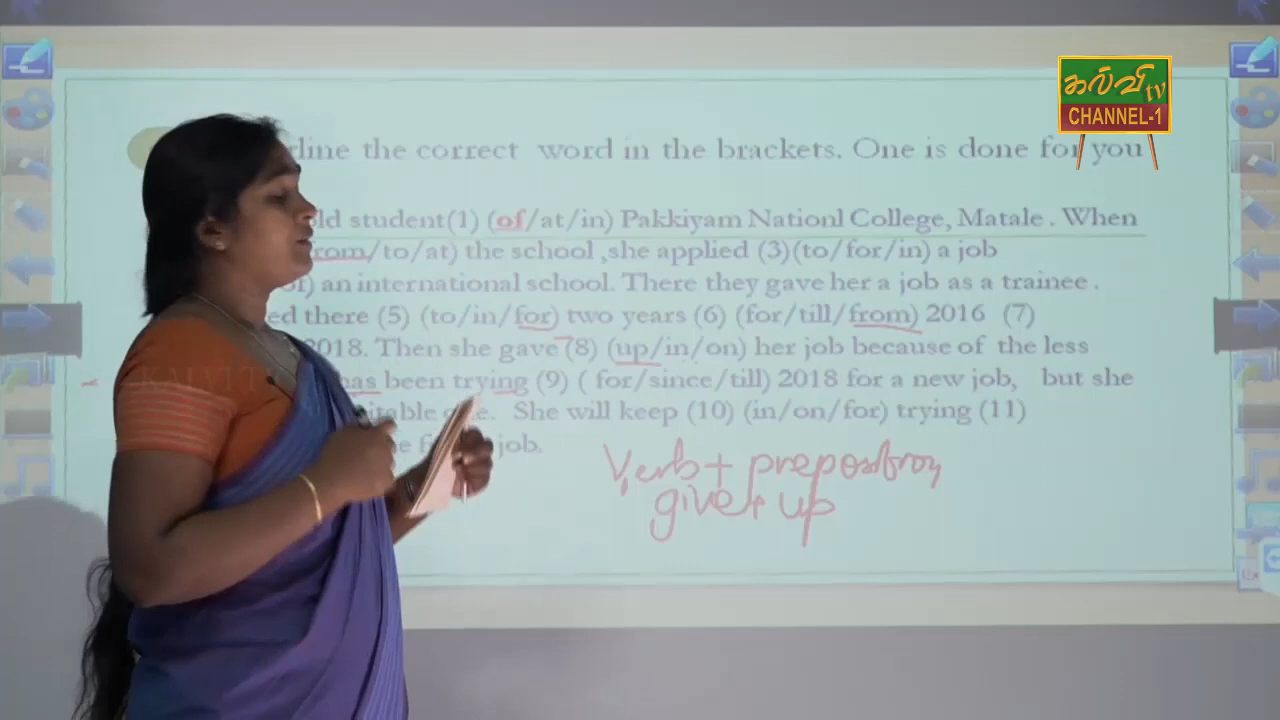 கல்வி tv
CHANNEL-1
rline the correct word in the brackets. One is done for you
ld student(1) (of/at/in) Pakkiyam Nationl College, Matale . When
rom/to/at) the school ,she applied (3)(to/for/in) a job
or) an international school. There they gave her a job as a trainee .
ed there (5) (to/in/for) two years (6) (for/till/from) 2016 (7)
2018. Then she gave (8) (up/in/on) her job because of the less
has been trying (9) ( for/since/till) 2018 for a new job, but she
itable one. She will keep (10) (in/on/for) trying (11)
job.
Verb + preposition
give + up